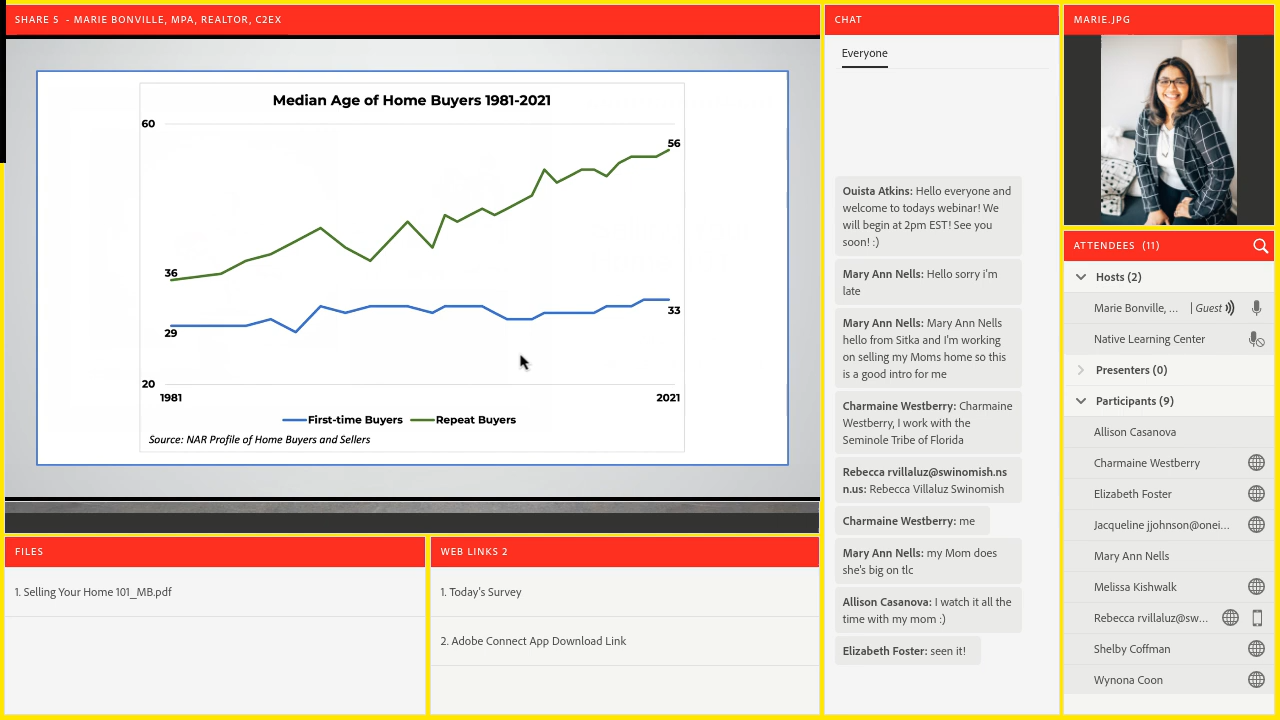 SHARE 5 - MARIE BONVILLE, MPA, REALTOR, C2EX
Median Age of Home Buyers 1981-2021
60
56
36
33
29
20
1981
2021
First-time Buyers
Repeat Buyers
Source: NAR Profile of Home Buyers and Sellers
FILES
1. Selling Your Home 101_MB.pdf
WEB LINKS 2
1. Today's Survey
2. Adobe Connect App Download Link
CHAT
Everyone
Ouista Atkins: Hello everyone and
welcome to todays webinar! We
will begin at 2pm EST! See you
soon! :)
Mary Ann Nells: Hello sorry i'm
late
Mary Ann Nells: Mary Ann Nells
hello from Sitka and I'm working
on selling my Moms home so this
is a good intro for me
Charmaine Westberry: Charmaine
Westberry, I work with the
Seminole Tribe of Florida
Rebecca rvillaluz@swinomish.ns
n.us: Rebecca Villaluz Swinomish
Charmaine Westberry: me
Mary Ann Nells: my Mom does
she's big on tlc
Allison Casanova: I watch it all the
time with my mom :)
Elizabeth Foster: seen it!
MARIE.JPG
ATTENDEES (11)
Hosts (2)
Marie Bonville, ... | Guest
Native Learning Center
Presenters (0)
Participants (9)
Allison Casanova
Charmaine Westberry
Elizabeth Foster
Jacqueline jjohnson@onei...
Mary Ann Nells
Melissa Kishwalk
Rebecca rvillaluz@sw...
Shelby Coffman
Wynona Coon